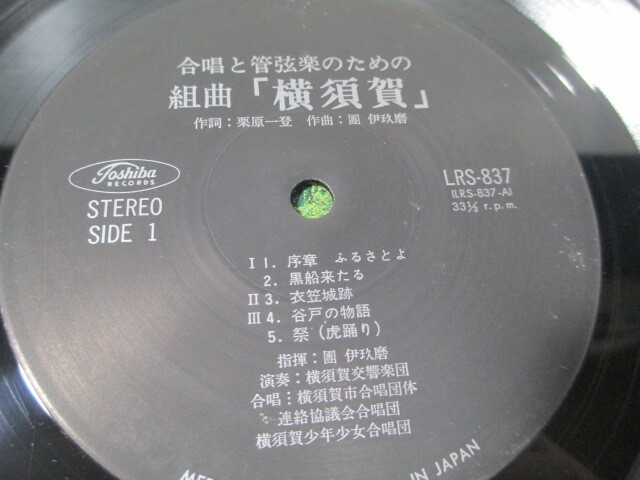 合唱と管弦楽のための
組曲「横須賀」
作詞：栗原一登 作曲：團 伊玖磨
Toshiba
RECORDS
STEREO
SIDE 1
LRS-837
(LRS-837-A)
33⅓ r.p.m.
I 1. 序章 ふるさとよ
2. 黒船来たる
II 3. 衣笠城跡
III 4. 谷戸の物語
5. 祭（虎踊り）
指揮：團 伊玖磨
演奏：横須賀交響楽団
合唱：横須賀市合唱団体
連絡協議会合唱団
横須賀少年少女合唱団
IN JAPAN